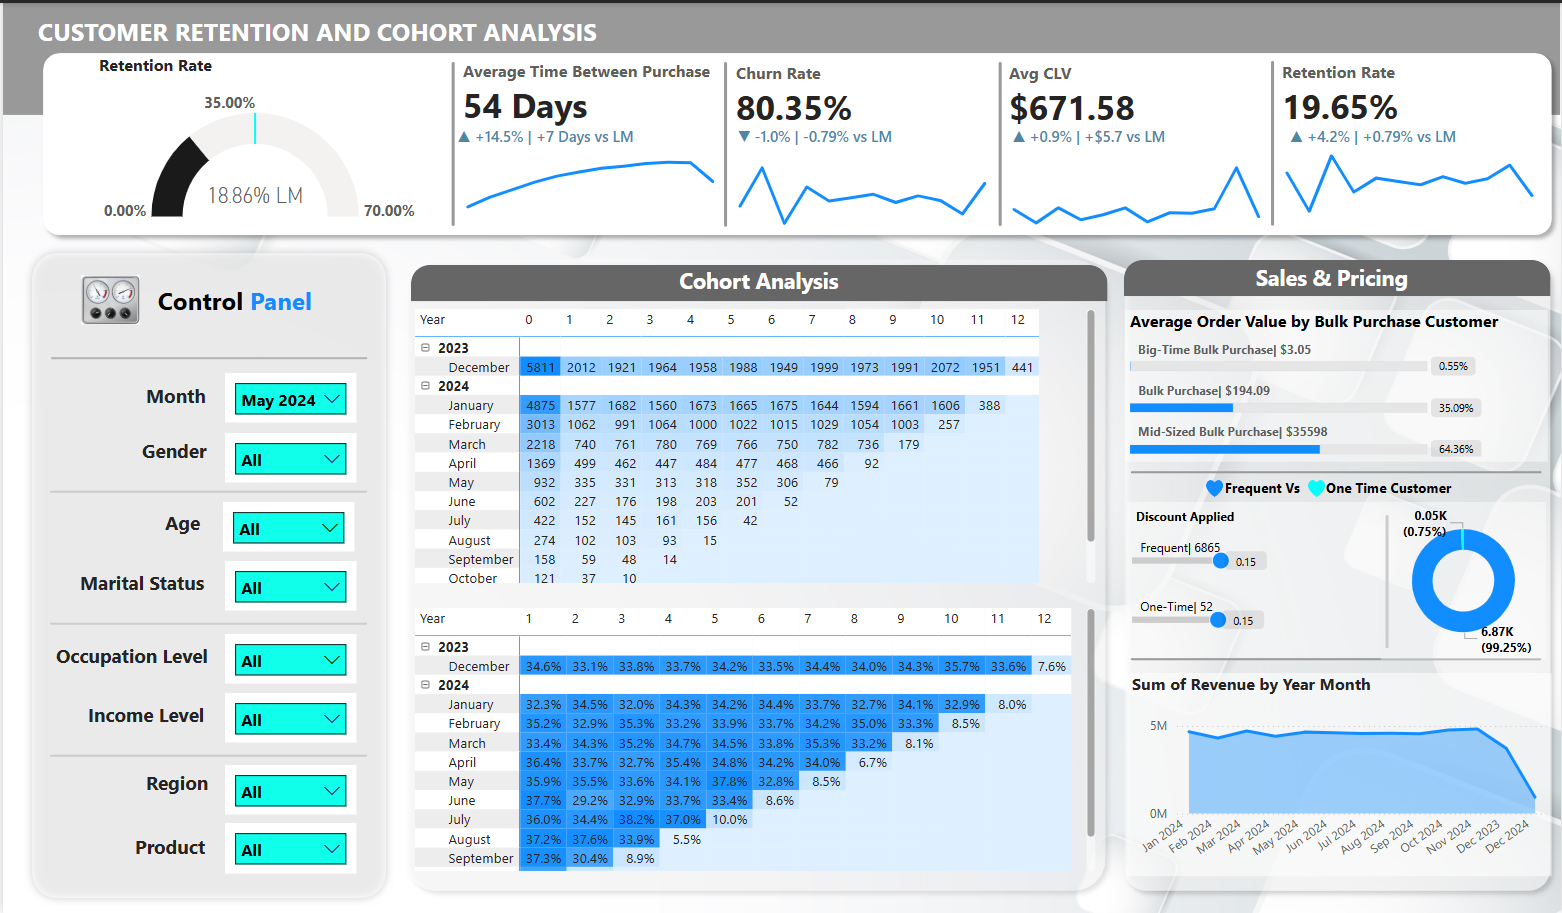 CUSTOMER RETENTION AND COHORT ANALYSIS
Retention Rate
35.00%
18.86% LM
0.00%
70.00%
Average Time Between Purchase
54 Days
▲ +14.5% | +7 Days vs LM
Churn Rate
80.35%
▼ -1.0% | -0.79% vs LM
Avg CLV
$671.58
▲ +0.9% | +$5.7 vs LM
Retention Rate
19.65%
▲ +4.2% | +0.79% vs LM
Control Panel
Month May 2024
Gender All
Age All
Marital Status All
Occupation Level All
Income Level All
Region All
Product All
Cohort Analysis
Year 0 1 2 3 4 5 6 7 8 9 10 11 12
2023
December 5811 2012 1921 1964 1958 1988 1949 1999 1973 1991 2072 1951 441
2024
January 4875 1577 1682 1560 1673 1665 1675 1644 1594 1661 1606 388
February 3013 1062 991 1064 1000 1022 1015 1029 1054 1003 257
March 2218 740 761 780 769 766 750 782 736 179
April 1369 499 462 447 484 477 468 466 92
May 932 335 331 313 318 352 306 79
June 602 227 176 198 203 201 52
July 422 152 145 161 156 42
August 274 102 103 93 15
September 158 59 48 14
October 121 37 10
Year 1 2 3 4 5 6 7 8 9 10 11 12
2023
December 34.6% 33.1% 33.8% 33.7% 34.2% 33.5% 34.4% 34.0% 34.3% 35.7% 33.6% 7.6%
2024
January 32.3% 34.5% 32.0% 34.3% 34.2% 34.4% 33.7% 32.7% 34.1% 32.9% 8.0%
February 35.2% 32.9% 35.3% 33.2% 33.9% 33.7% 34.2% 35.0% 33.3% 8.5%
March 33.4% 34.3% 35.2% 34.7% 34.5% 33.8% 35.3% 33.2% 8.1%
April 36.4% 33.7% 32.7% 35.4% 34.8% 34.2% 34.0% 6.7%
May 35.9% 35.5% 33.6% 34.1% 37.8% 32.8% 8.5%
June 37.7% 29.2% 32.9% 33.7% 33.4% 8.6%
July 36.0% 34.4% 38.2% 37.0% 10.0%
August 37.2% 37.6% 33.9% 5.5%
September 37.3% 30.4% 8.9%
Sales & Pricing
Average Order Value by Bulk Purchase Customer
Big-Time Bulk Purchase| $3.05
0.55%
Bulk Purchase| $194.09
35.09%
Mid-Sized Bulk Purchase| $35598
64.36%
Frequent Vs One Time Customer
Discount Applied
Frequent| 6865
0.15
One-Time| 52
0.15
0.05K
(0.75%)
6.87K
(99.25%)
Sum of Revenue by Year Month
5M
0M
Jan 2024 Feb 2024 Mar 2024 Apr 2024 May 2024 Jun 2024 Jul 2024 Aug 2024 Sep 2024 Oct 2024 Nov 2024 Dec 2023 Dec 2024